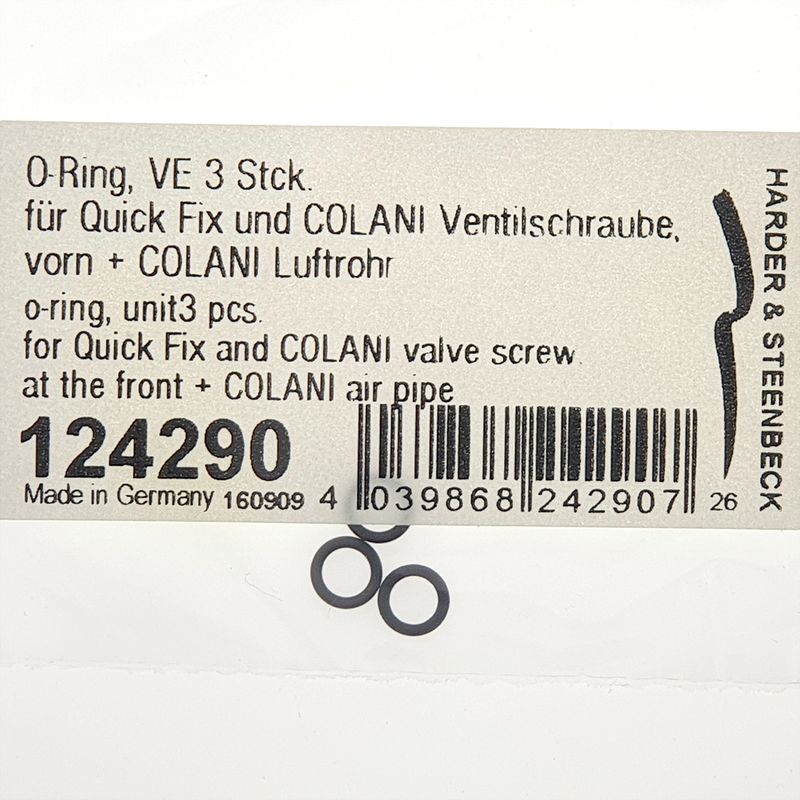 O-Ring, VE 3 Stck.
für Quick Fix und COLANI Ventilschraube,
vorn + COLANI Luftrohr
o-ring, unit3 pcs.
for Quick Fix and COLANI valve screw
at the front + COLANI air pipe
124290
Made in Germany 160909 4 039868 242907 26
HARDER & STEENBECK